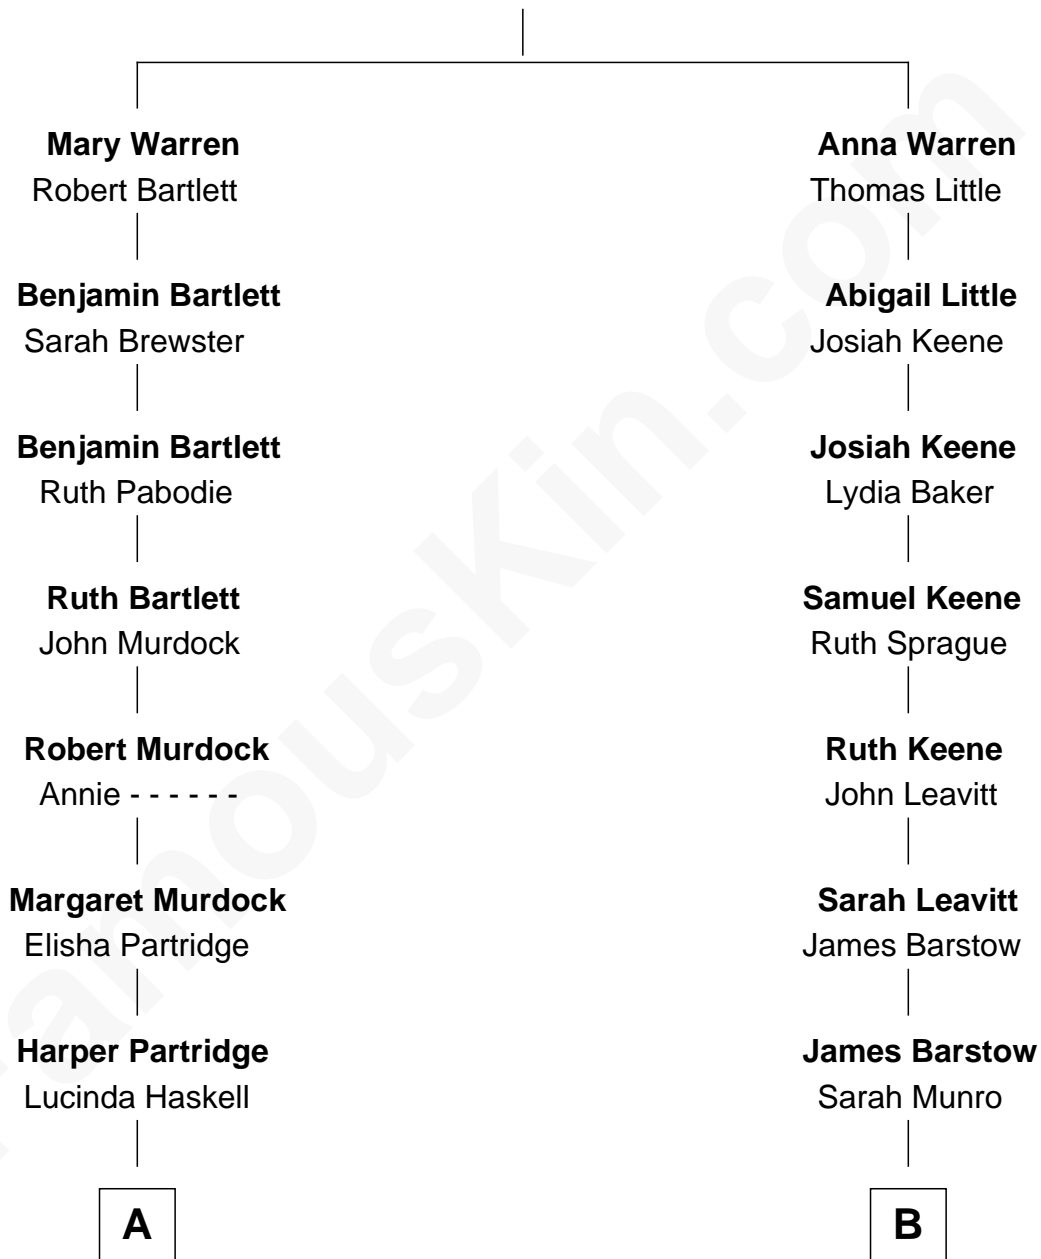 Mary Warren
Robert Bartlett
Benjamin Bartlett
Sarah Brewster
Benjamin Bartlett
Ruth Pabodie
Ruth Bartlett
John Murdock
Robert Murdock
Annie - - - - - -
Margaret Murdock
Elisha Partridge
Harper Partridge
Lucinda Haskell
A
Anna Warren
Thomas Little
Abigail Little
Josiah Keene
Josiah Keene
Lydia Baker
Samuel Keene
Ruth Sprague
Ruth Keene
John Leavitt
Sarah Leavitt
James Barstow
James Barstow
Sarah Munro
B
FamousKin.com